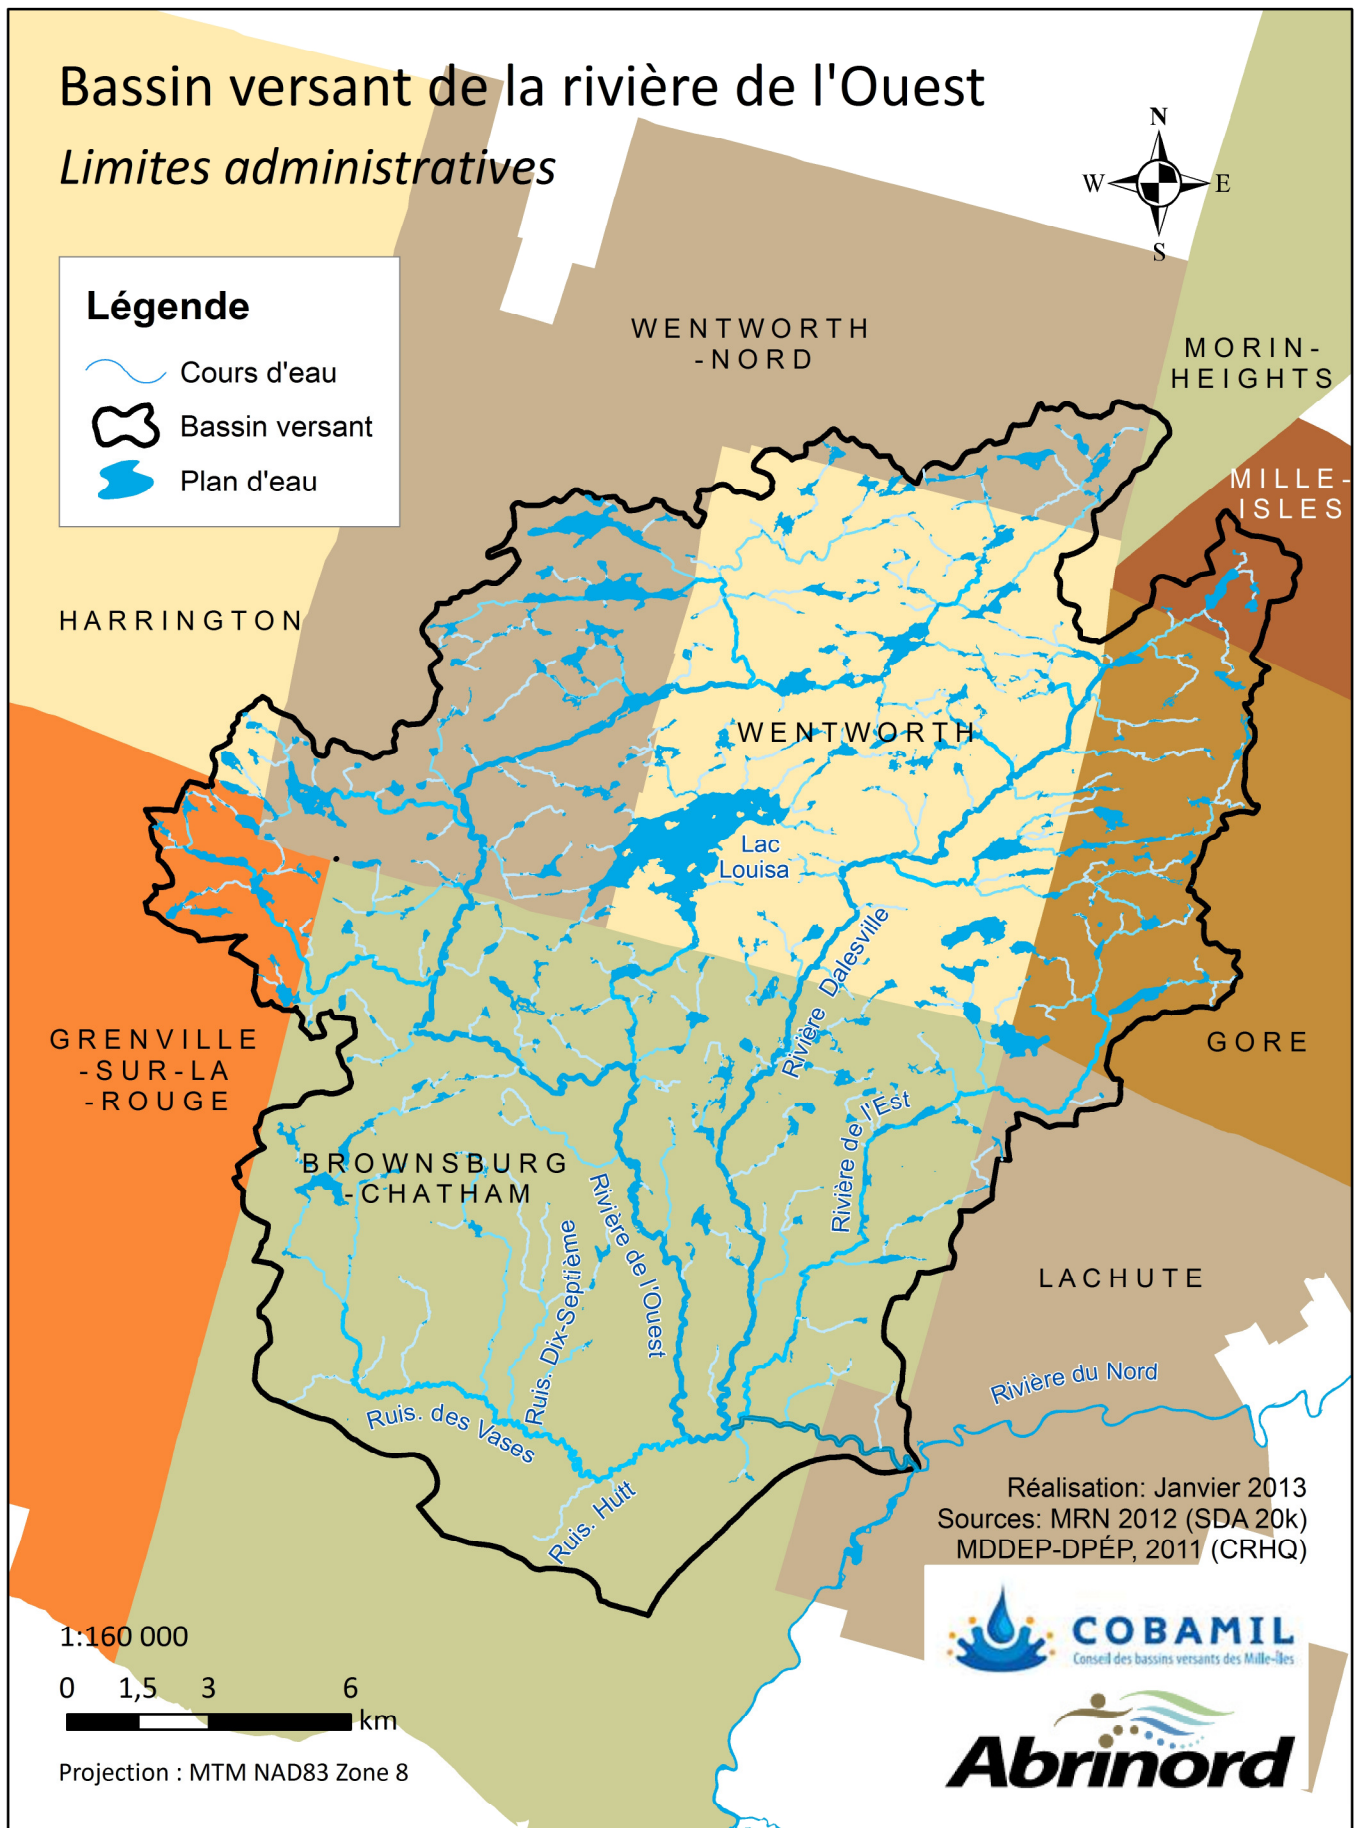 Bassin versant de la rivière de l'Ouest
Limites administratives
N
W
E
S
Légende
Cours d'eau
Bassin versant
Plan d'eau
WENTWORTH
-NORD
MORIN-
HEIGHTS
MILLE-
ISLES
HARRINGTON
WENTWORTH
Lac
Louisa
Rivière Dalesville
GRENVILLE
-SUR-LA
-ROUGE
GORE
Rivière de l'Est
BROWNSBURG
-CHATHAM
Rivière de l'Ouest
Ruis. Dix-Septième
LACHUTE
Rivière du Nord
Ruis. des Vases
Ruis. Hutt
Réalisation: Janvier 2013
Sources: MRN 2012 (SDA 20k)
MDDEP-DPÉP, 2011 (CRHQ)
COBAMIL
Conseil des bassins versants des Mille-Îles
Abrinord
1:160 000
0 1,5 3 6
km
Projection : MTM NAD83 Zone 8